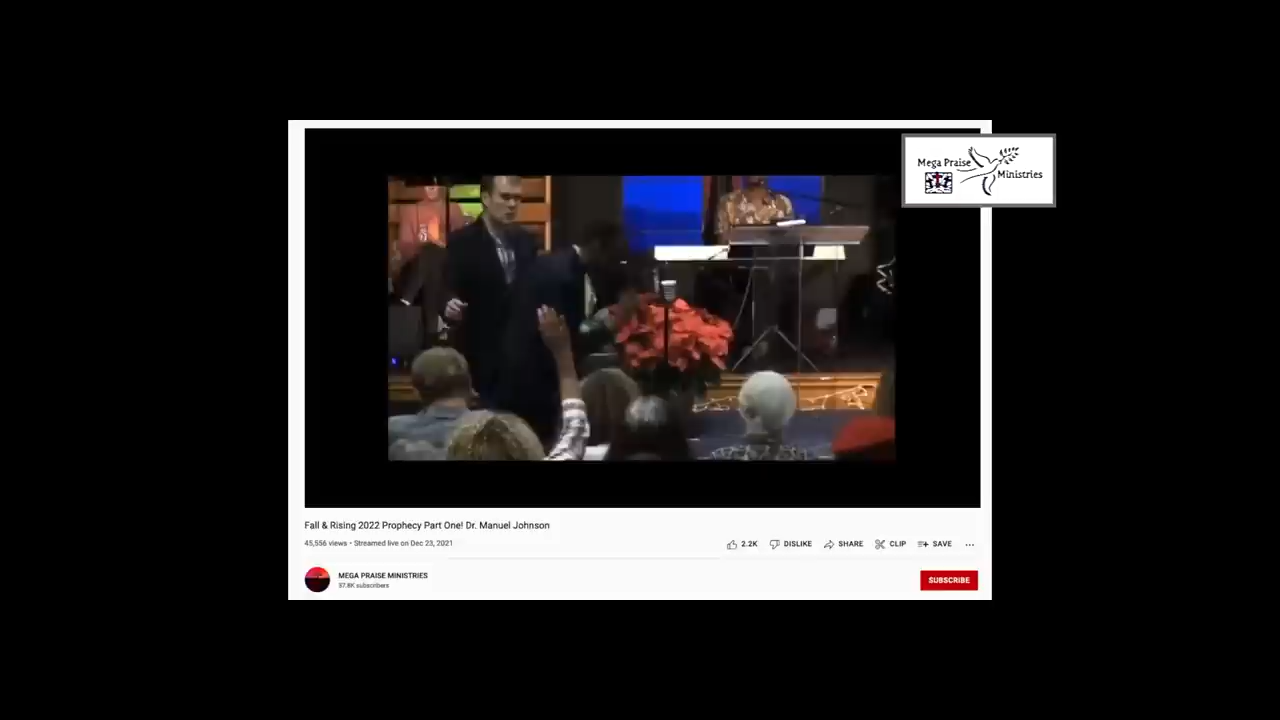 Mega Praise
Ministries
Fall & Rising 2022 Prophecy Part One! Dr. Manuel Johnson
45,556 views • Streamed live on Dec 23, 2021
2.2K DISLIKE SHARE CLIP SAVE ...
MEGA PRAISE MINISTRIES
37.8K subscribers
SUBSCRIBE